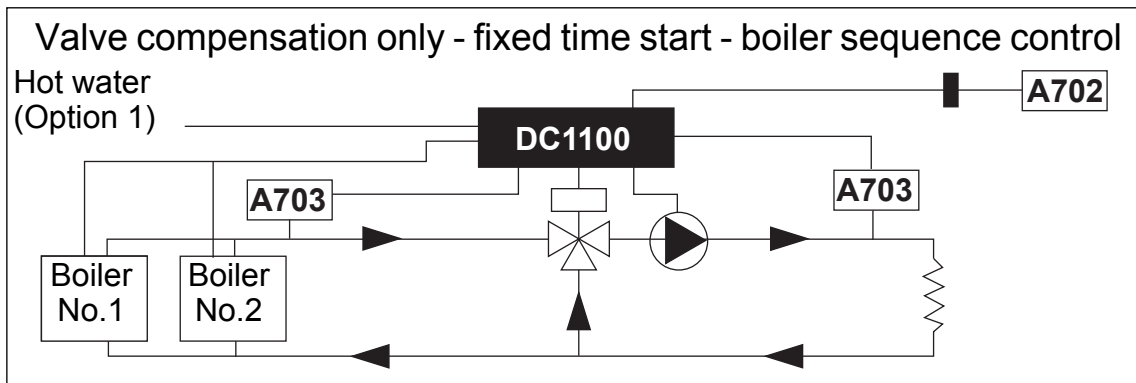 Valve compensation only - fixed time start - boiler sequence control
Hot water
(Option 1)
A702
DC1100
A703
A703
Boiler
No.1
Boiler
No.2